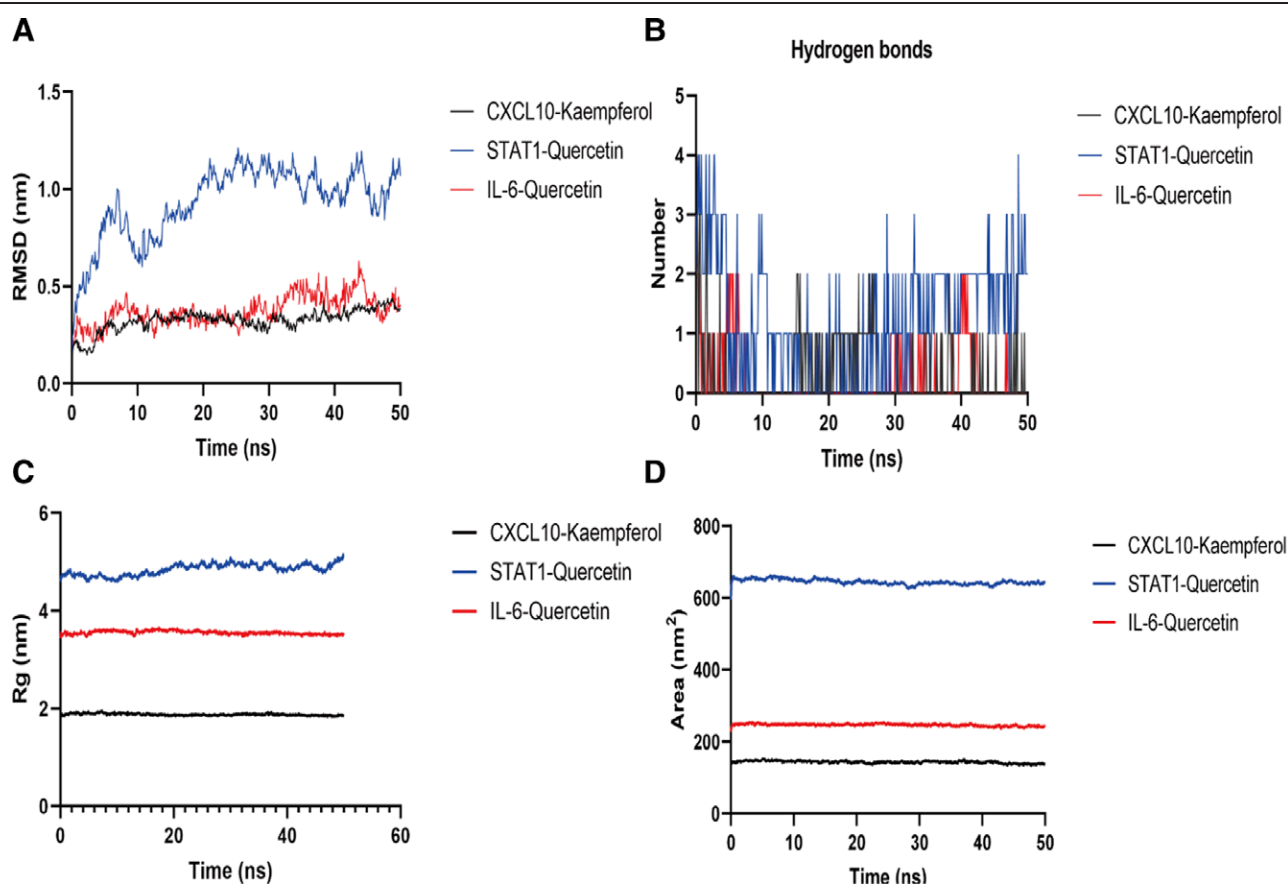 A
1.5
1.0
0.5
0.0
RMSD (nm)
0 10 20 30 40 50
Time (ns)
CXCL10-Kaempferol
STAT1-Quercetin
IL-6-Quercetin
B
Hydrogen bonds
5
4
3
2
1
0
Number
0 10 20 30 40 50
Time (ns)
CXCL10-Kaempferol
STAT1-Quercetin
IL-6-Quercetin
C
6
4
2
0
Rg (nm)
0 20 40 60
Time (ns)
CXCL10-Kaempferol
STAT1-Quercetin
IL-6-Quercetin
D
800
600
400
200
0
Area (nm²)
0 10 20 30 40 50
Time (ns)
CXCL10-Kaempferol
STAT1-Quercetin
IL-6-Quercetin